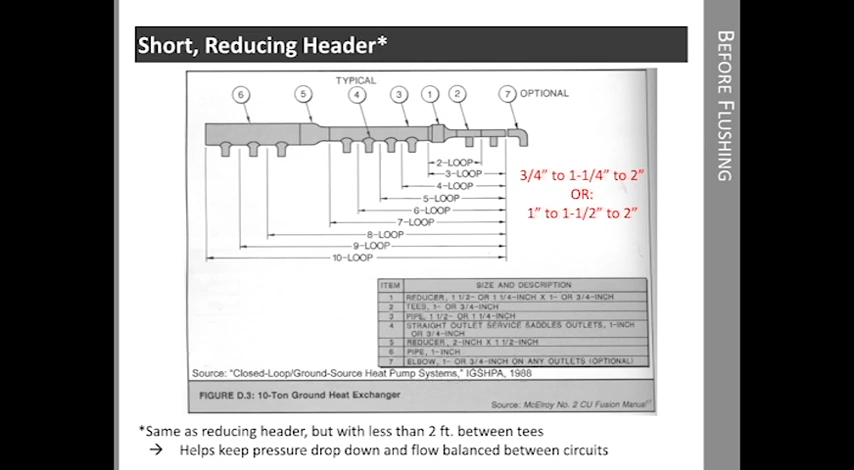 Short, Reducing Header*
BEFORE FLUSHING
TYPICAL
6 5 4 3 1 2 7 OPTIONAL
2-LOOP
3-LOOP
4-LOOP
5-LOOP
6-LOOP
7-LOOP
8-LOOP
9-LOOP
10-LOOP
3/4” to 1-1/4” to 2”
OR:
1” to 1-1/2” to 2”
ITEM SIZE AND DESCRIPTION
1 REDUCER, 1 1/2- OR 1 1/4-INCH X 1- OR 3/4-INCH
2 TEES, 1- OR 3/4-INCH
3 PIPE, 1 1/2- OR 1 1/4-INCH
4 STRAIGHT OUTLET SERVICE SADDLES OUTLETS, 1-INCH
OR 3/4-INCH
5 REDUCER, 2-INCH X 1 1/2-INCH
6 PIPE, 1-INCH
7 ELBOW, 1- OR 3/4-INCH ON ANY OUTLETS (OPTIONAL)
Source: “Closed-Loop/Ground-Source Heat Pump Systems,” IGSHPA, 1988
FIGURE D.3: 10-Ton Ground Heat Exchanger
Source: McElroy No. 2 CU Fusion Manual
*Same as reducing header, but with less than 2 ft. between tees
→ Helps keep pressure drop down and flow balanced between circuits